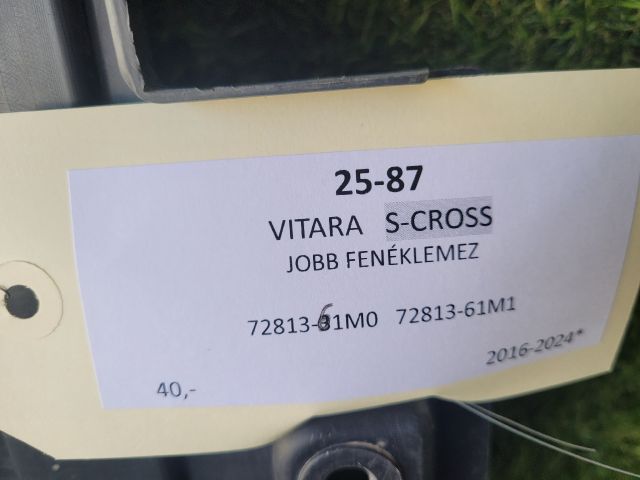 25-87
VITARA S-CROSS
JOBB FENÉKLEMEZ
72813-61M0 72813-61M1
2016-2024*
40,-